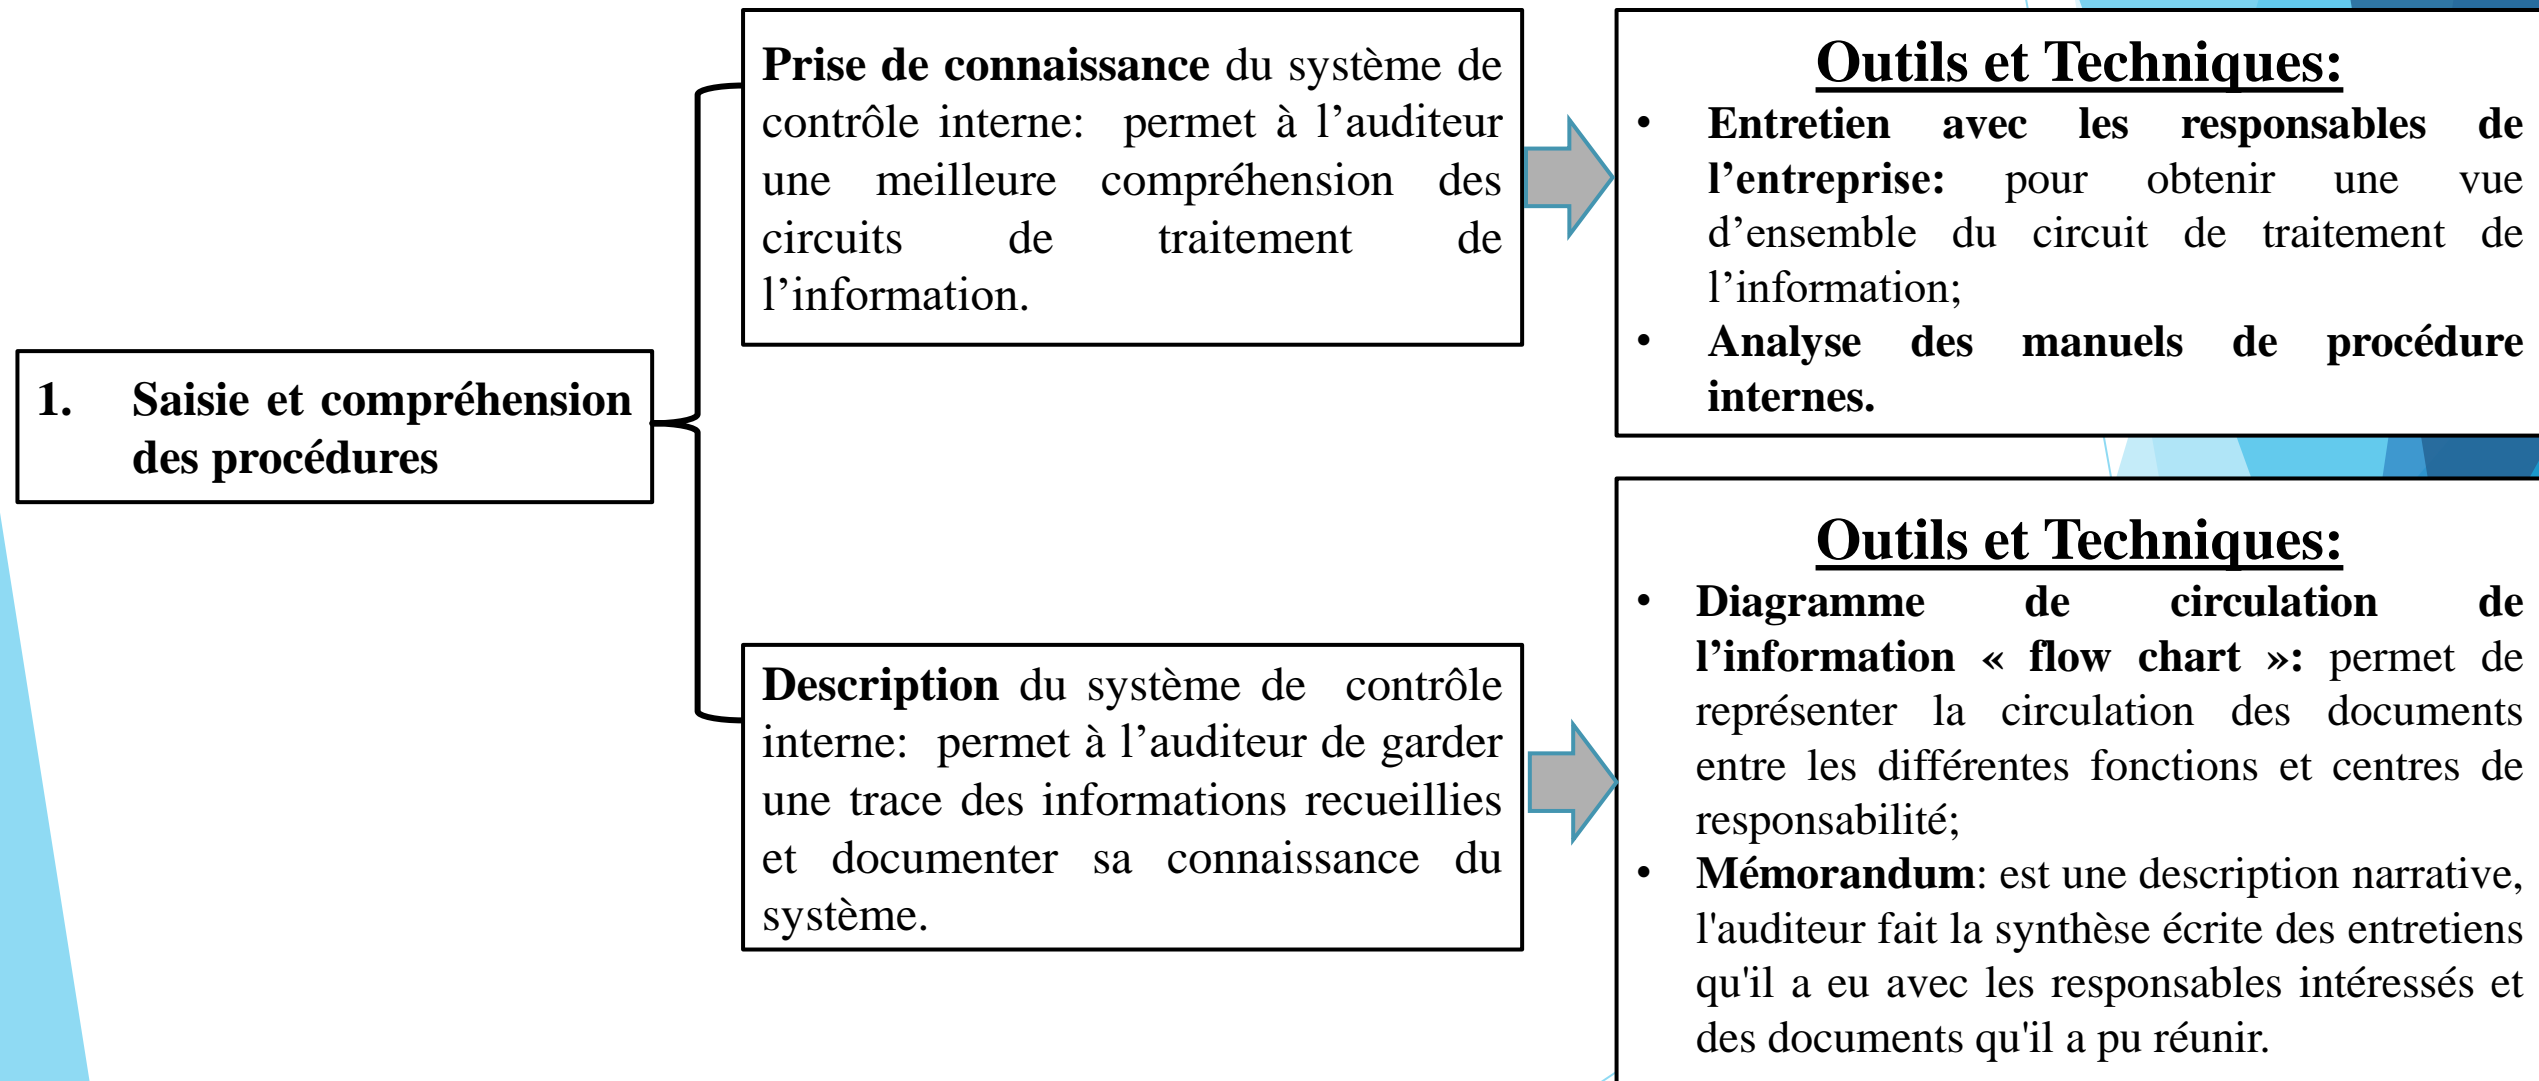 1. Saisie et compréhension
des procédures
Prise de connaissance du système de
contrôle interne: permet à l’auditeur
une meilleure compréhension des
circuits de traitement de
l’information.
Outils et Techniques:
• Entretien avec les responsables de
l’entreprise: pour obtenir une vue
d’ensemble du circuit de traitement de
l’information;
• Analyse des manuels de procédure
internes.
Description du système de contrôle
interne: permet à l’auditeur de garder
une trace des informations recueillies
et documenter sa connaissance du
système.
Outils et Techniques:
• Diagramme de circulation de
l’information « flow chart »: permet de
représenter la circulation des documents
entre les différentes fonctions et centres de
responsabilité;
• Mémorandum: est une description narrative,
l'auditeur fait la synthèse écrite des entretiens
qu'il a eu avec les responsables intéressés et
des documents qu'il a pu réunir.